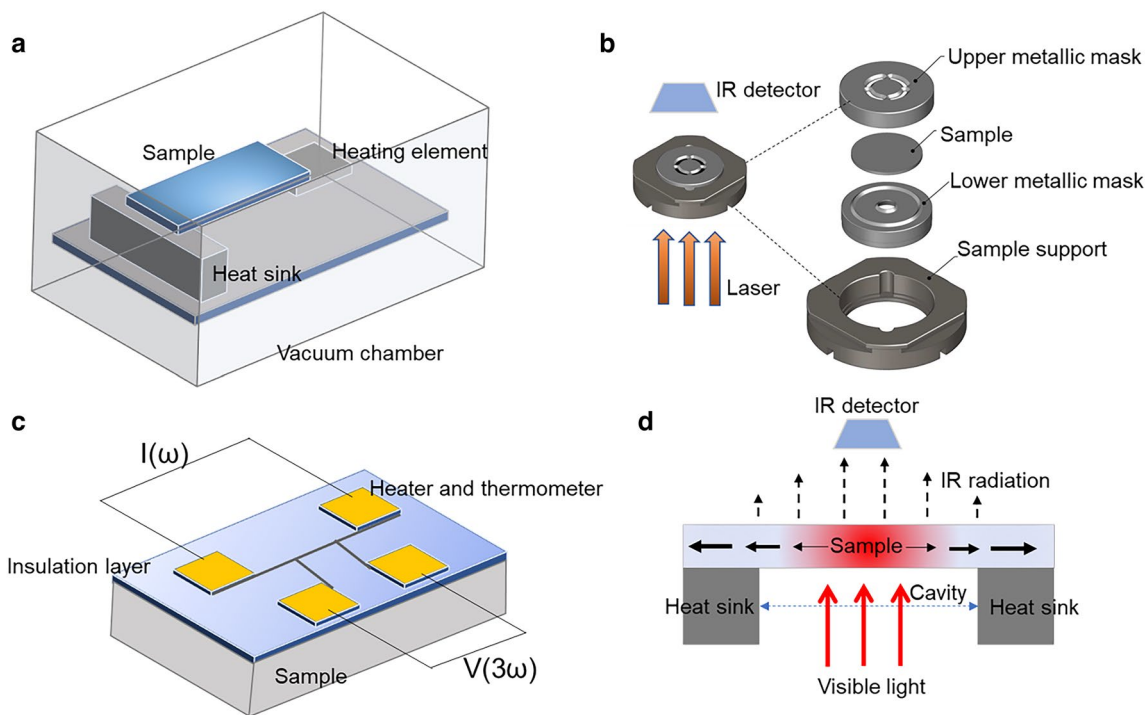 a
Sample
Heating element
Heat sink
Vacuum chamber
b
IR detector
Upper metallic mask
Sample
Lower metallic mask
Sample support
Laser
c
I(ω)
Heater and thermometer
Insulation layer
Sample
V(3ω)
d
IR detector
IR radiation
Sample
Heat sink
Cavity
Heat sink
Visible light